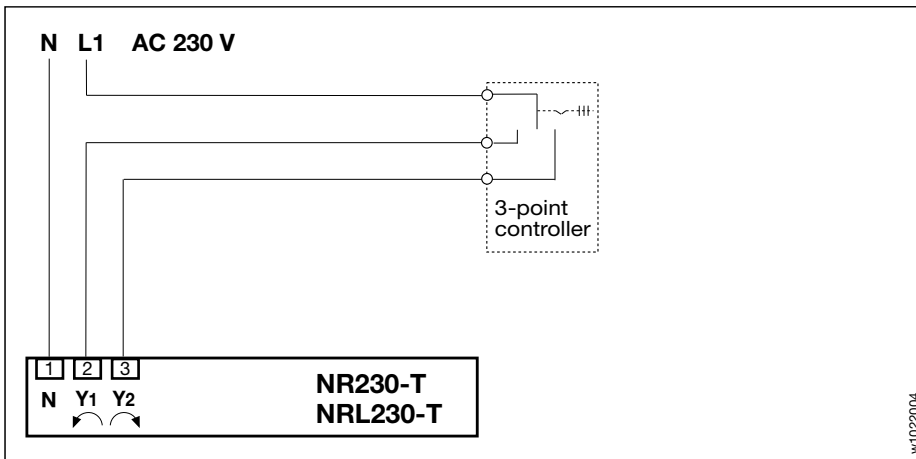 N L1 AC 230 V
3-point
controller
1 2 3
N Y1 Y2
NR230-T
NRL230-T
w1022004